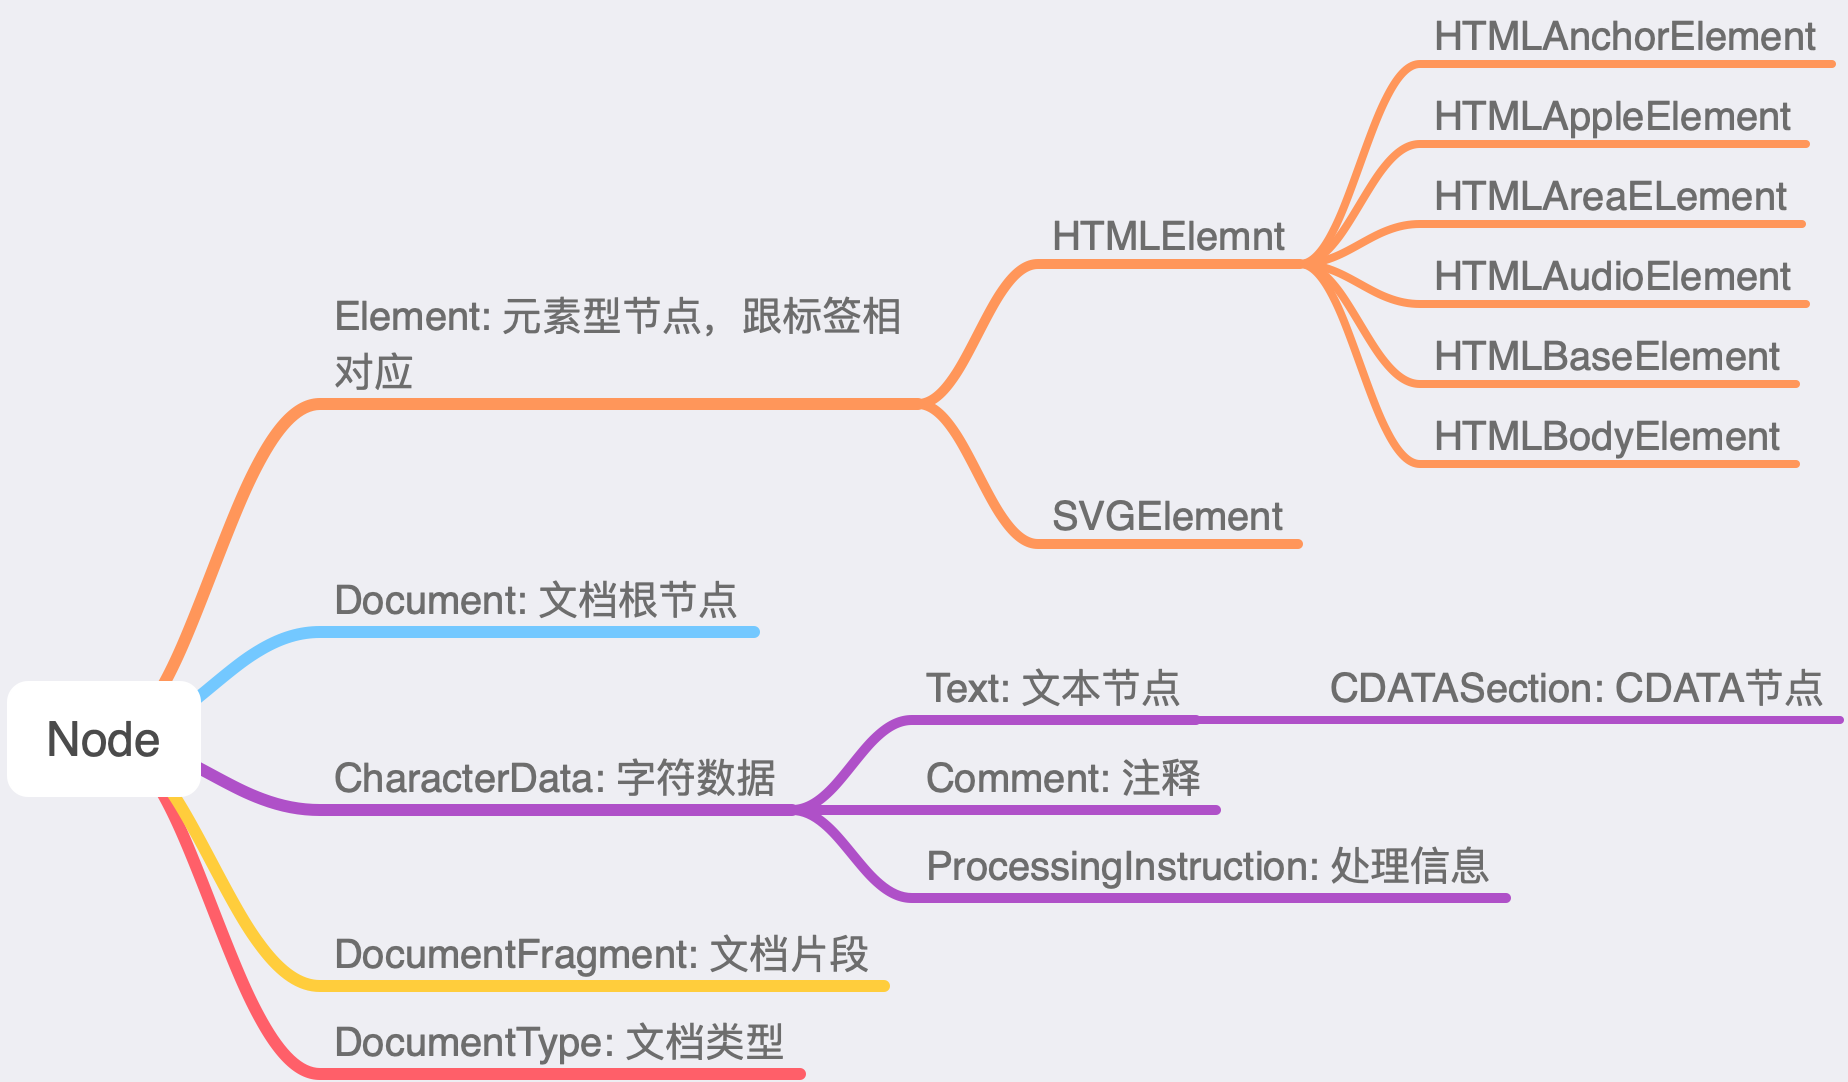 Node
Element: 元素型节点，跟标签相
对应
HTMLElemnt
HTMLAnchorElement
HTMLAppleElement
HTMLAreaELement
HTMLAudioElement
HTMLBaseElement
HTMLBodyElement
SVGElement
Document: 文档根节点
CharacterData: 字符数据
Text: 文本节点
CDATASection: CDATA节点
Comment: 注释
ProcessingInstruction: 处理信息
DocumentFragment: 文档片段
DocumentType: 文档类型